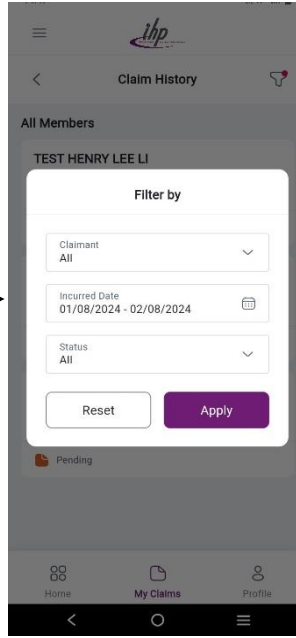 ihp
Claim History
All Members
TEST HENRY LEE LI
Filter by
Claimant
All
Incurred Date
01/08/2024 - 02/08/2024
Status
All
Reset
Apply
Pending
Home
My Claims
Profile